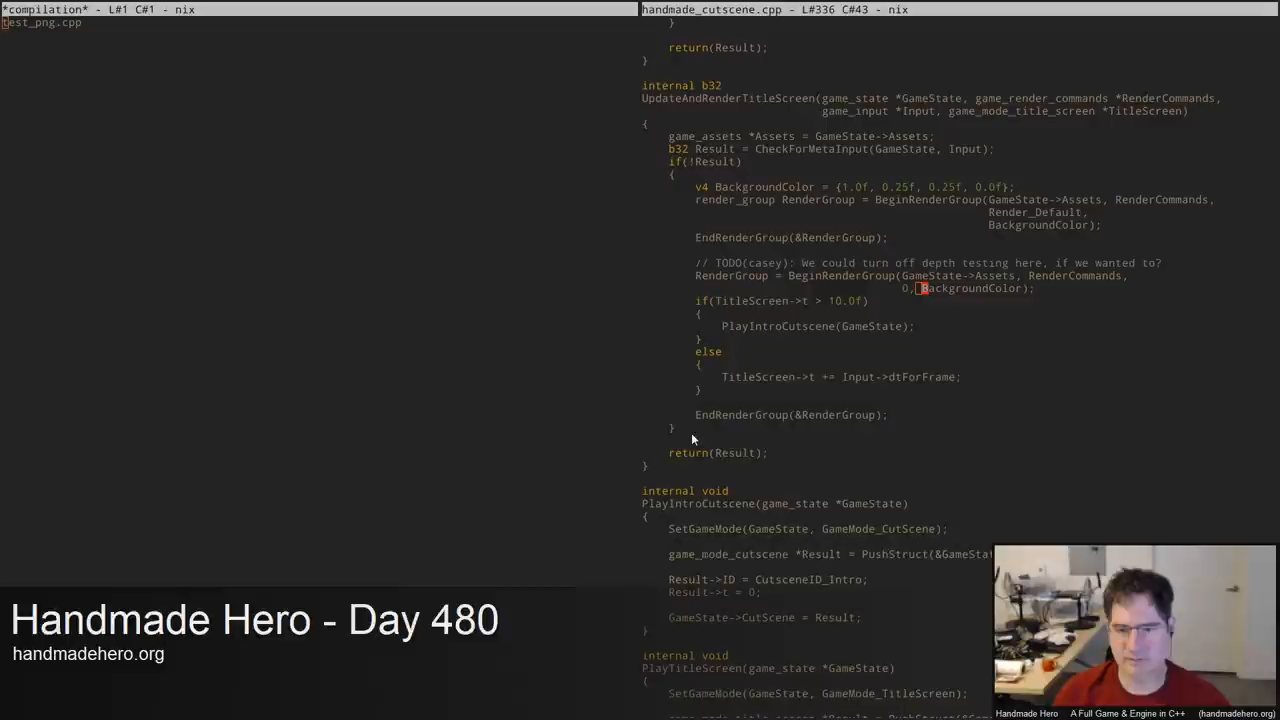 *compilation* - L#1 C#1 - nix
test_png.cpp
handmade_cutscene.cpp - L#336 C#43 - nix
}
return(Result);
}
internal b32
UpdateAndRenderTitleScreen(game_state *GameState, game_render_commands *RenderCommands,
game_input *Input, game_mode_title_screen *TitleScreen)
{
game_assets *Assets = GameState->Assets;
b32 Result = CheckForMetaInput(GameState, Input);
if(!Result)
{
v4 BackgroundColor = {1.0f, 0.25f, 0.25f, 0.0f};
render_group RenderGroup = BeginRenderGroup(GameState->Assets, RenderCommands,
Render_Default,
BackgroundColor);
EndRenderGroup(&RenderGroup);
// TODO(casey): We could turn off depth testing here, if we wanted to?
RenderGroup = BeginRenderGroup(GameState->Assets, RenderCommands,
0, BackgroundColor);
if(TitleScreen->t > 10.0f)
{
PlayIntroCutscene(GameState);
}
else
{
TitleScreen->t += Input->dtForFrame;
}
EndRenderGroup(&RenderGroup);
}
return(Result);
}
internal void
PlayIntroCutscene(game_state *GameState)
{
SetGameMode(GameState, GameMode_CutScene);
game_mode_cutscene *Result = PushStruct(&GameStat
Result->ID = CutsceneID_Intro;
Result->t = 0;
GameState->CutScene = Result;
}
internal void
PlayTitleScreen(game_state *GameState)
{
SetGameMode(GameState, GameMode_TitleScreen);
Handmade Hero - Day 480
handmadehero.org
Handmade Hero A Full Game & Engine in C++ (handmadehero.org)